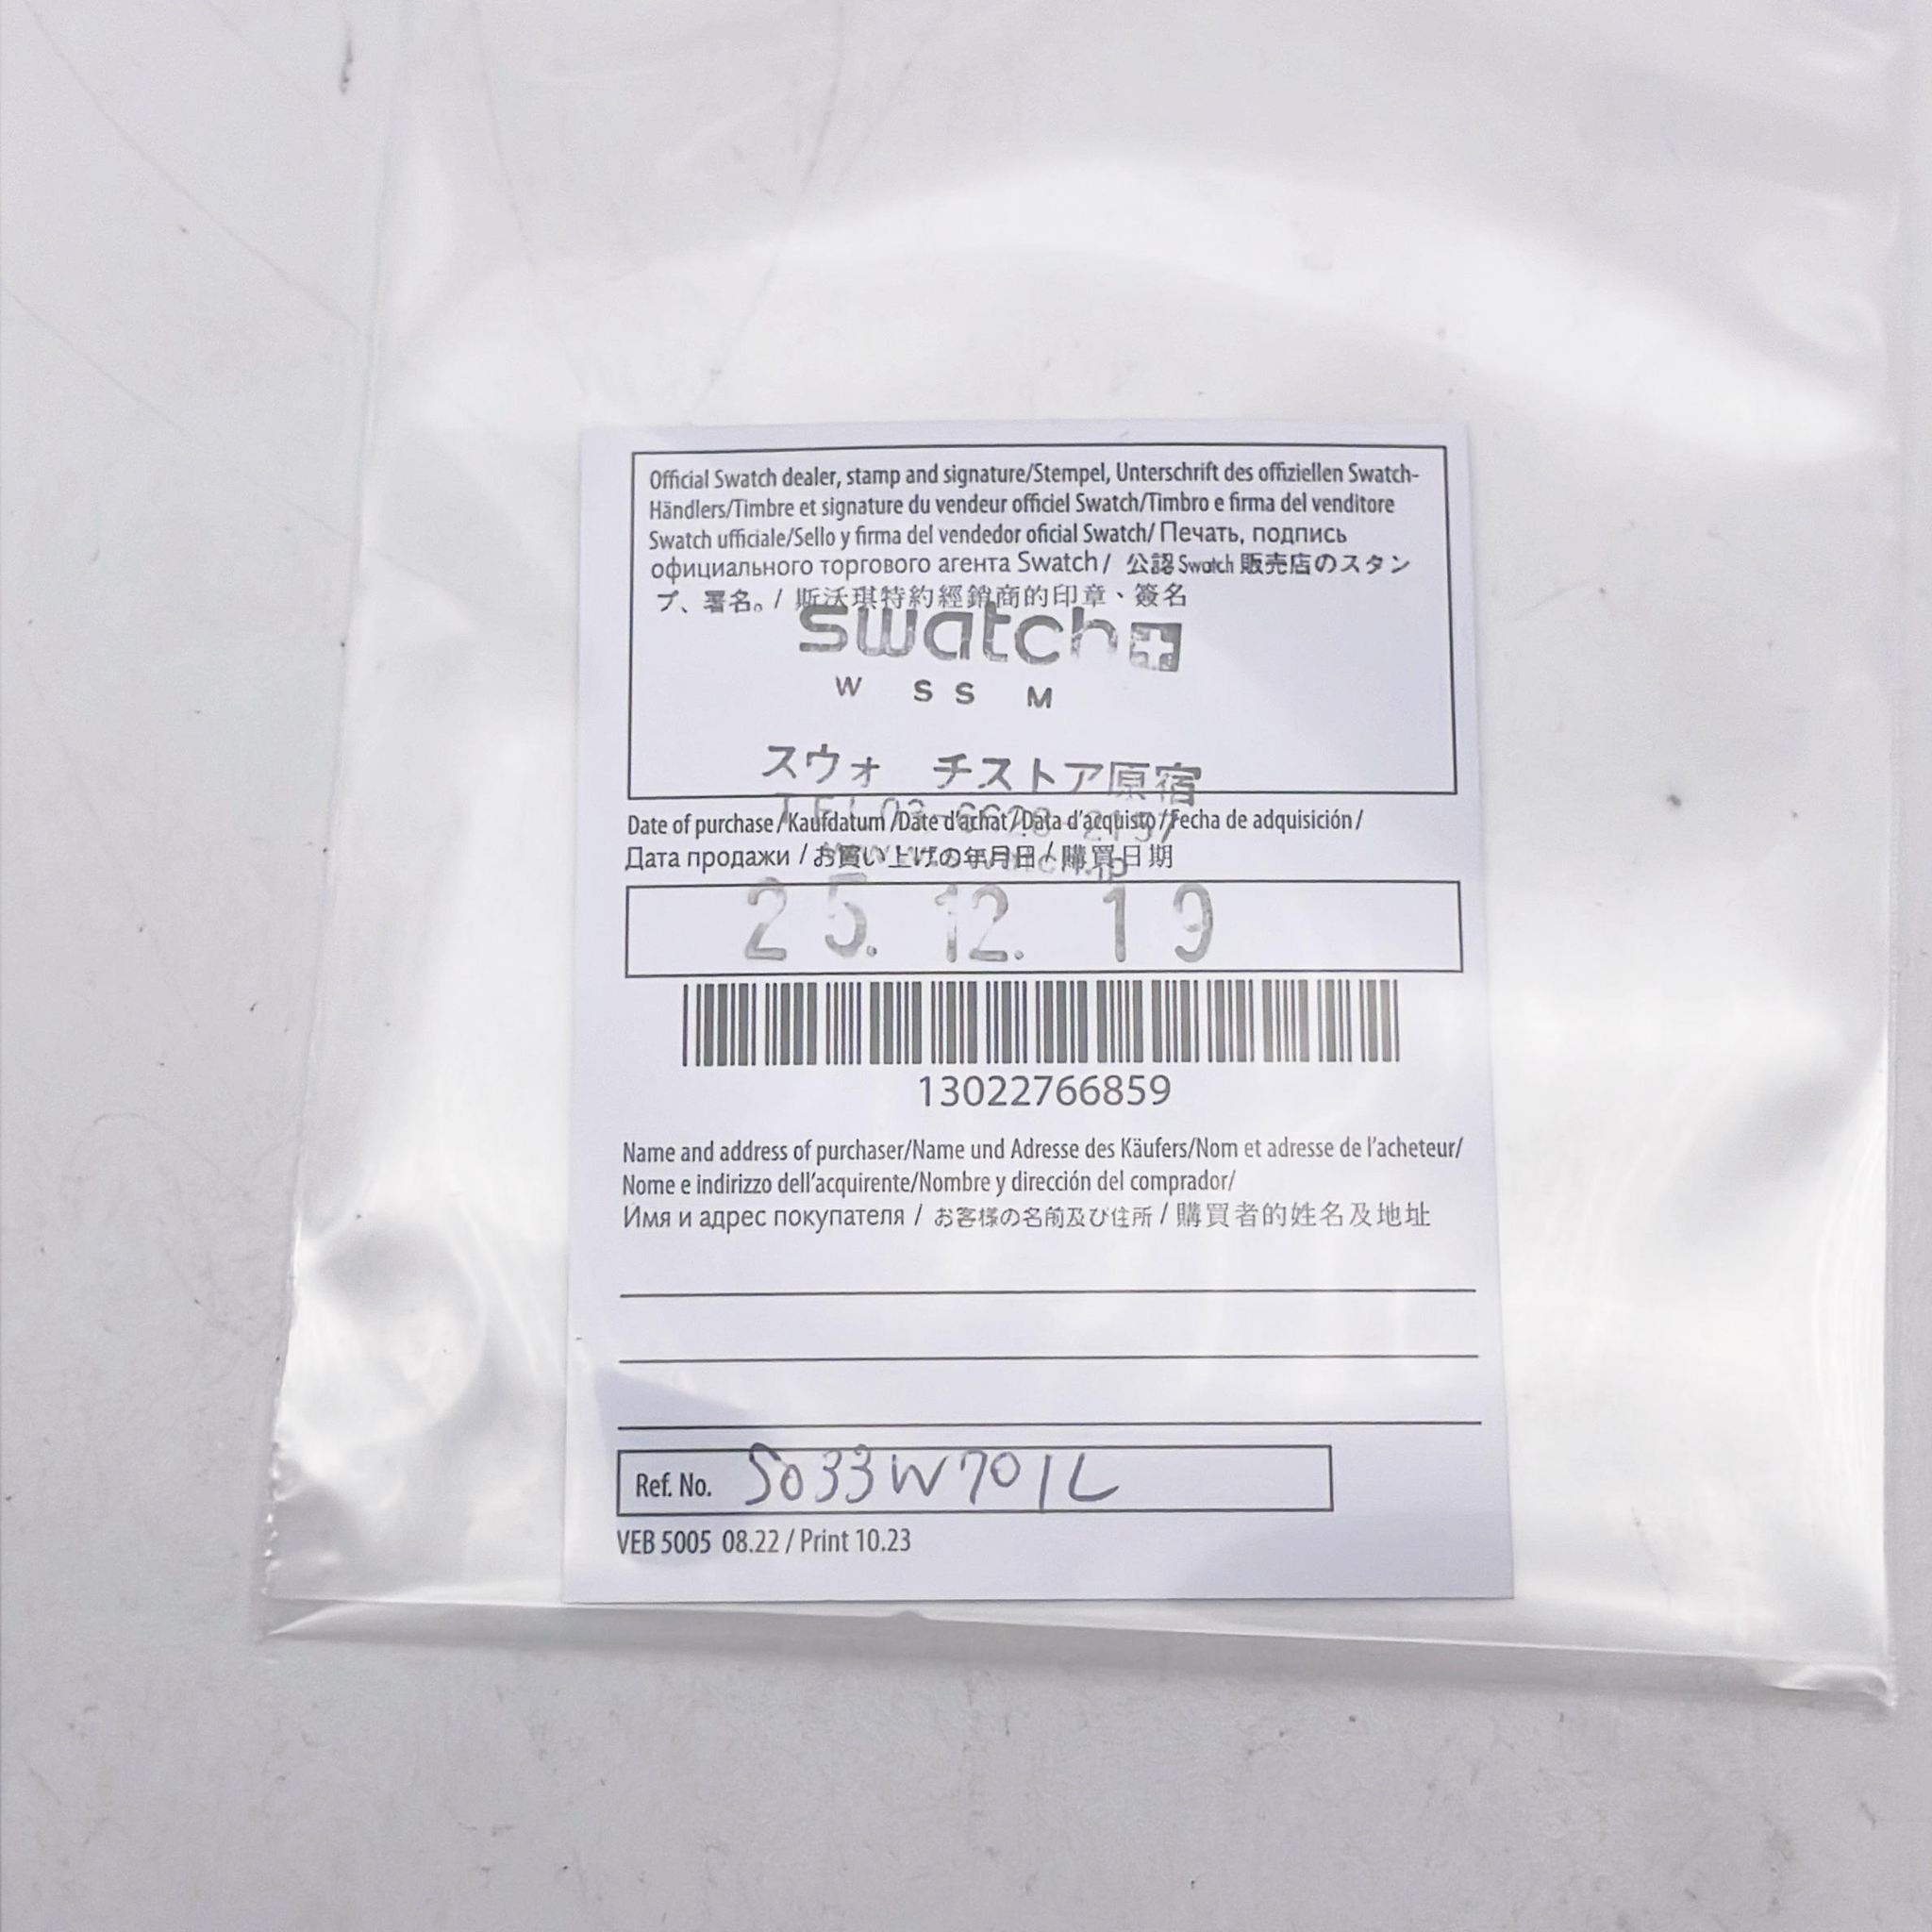 Official Swatch dealer, stamp and signature/Stempel, Unterschrift des offiziellen Swatch-
Händlers/Timbre et signature du vendeur officiel Swatch/Timbro e firma del venditore
Swatch ufficiale/Sello y firma del vendedor oficial Swatch/ Печать, подпись
официального торгового агента Swatch/ 公認 Swatch 販売店のスタン
プ、署名。/ 斯沃琪特約經銷商的印章、簽名
swatch
W SS M
スウォ チストア原宿
Date of purchase/Kaufdatum/Date d'achat/Data d'acquisto/Fecha de adquisición/
Дата продажи / お買い上げの年月日 / 購買日期
25. 12. 19
13022766859
Name and address of purchaser/Name und Adresse des Käufers/Nom et adresse de l'acheteur/
Nome e indirizzo dell'acquirente/Nombre y dirección del comprador/
Имя и адрес покупателя / お客様の名前及び住所 / 購買者的姓名及地址
Ref. No. SO33W701L
VEB 5005 08.22 / Print 10.23